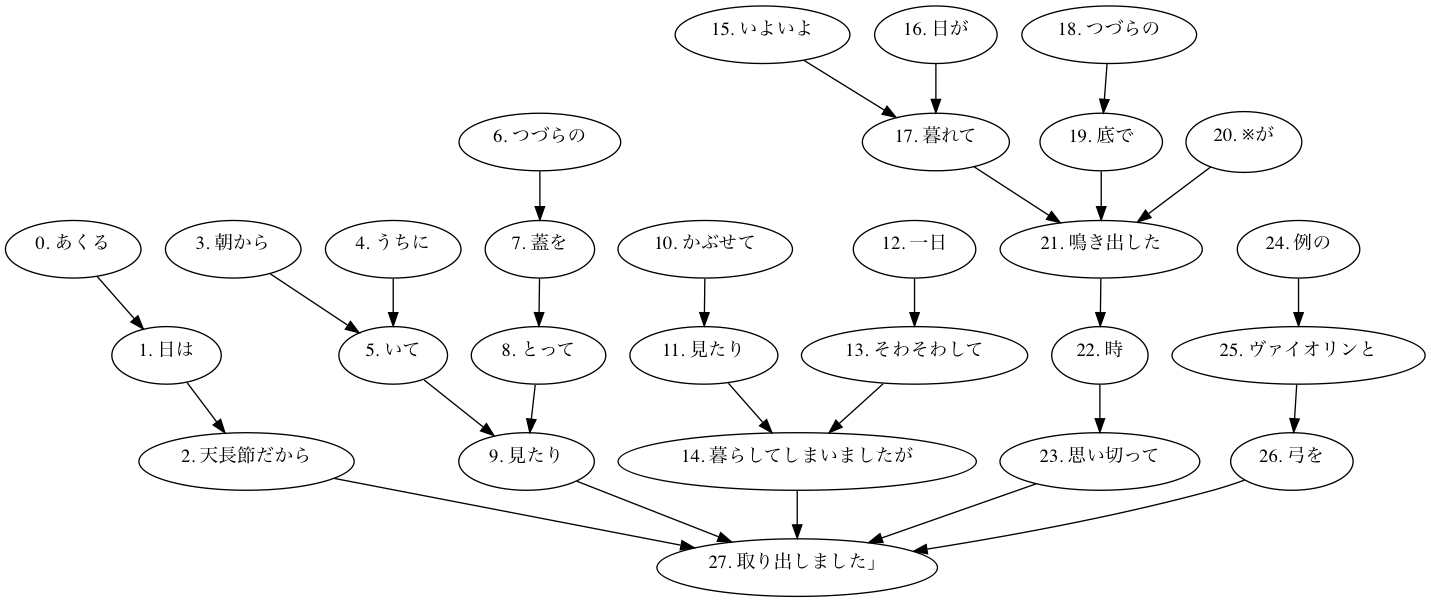 15. いよいよ
16. 日が
18. つづらの
6. つづらの
17. 暮れて
19. 底で
20. ※が
0. あくる
3. 朝から
4. うちに
7. 蓋を
10. かぶせて
12. 一日
21. 鳴き出した
24. 例の
1. 日は
5. いて
8. とって
11. 見たり
13. そわそわして
22. 時
25. ヴァイオリンと
2. 天長節だから
9. 見たり
14. 暮らしてしまいましたが
23. 思い切って
26. 弓を
27. 取り出しました」